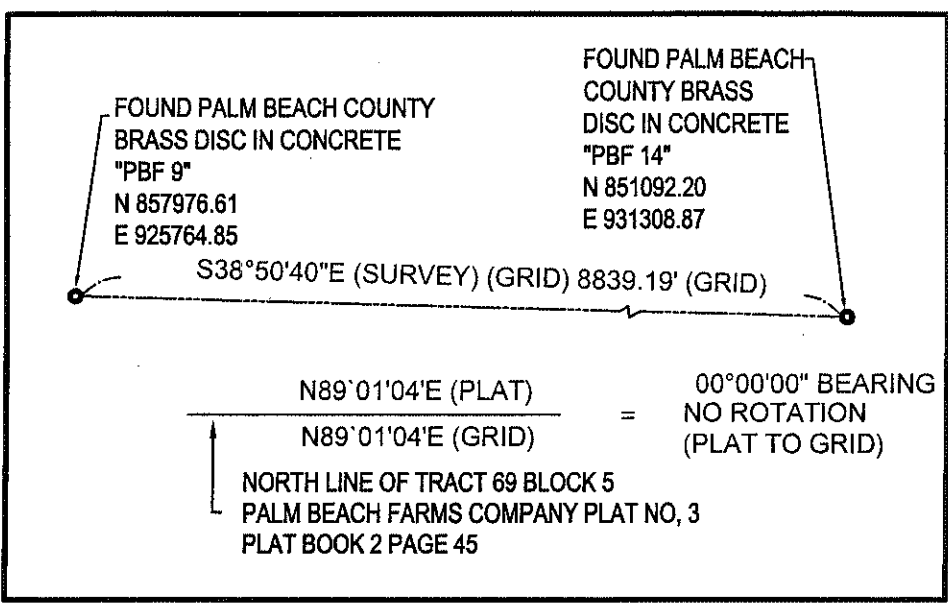 FOUND PALM BEACH COUNTY
BRASS DISC IN CONCRETE
"PBF 9"
N 857976.61
E 925764.85
FOUND PALM BEACH
COUNTY BRASS
DISC IN CONCRETE
"PBF 14"
N 851092.20
E 931308.87
S38°50'40"E (SURVEY) (GRID) 8839.19' (GRID)
N89`01'04'E (PLAT)
N89`01'04'E (GRID)
=
00°00'00" BEARING
NO ROTATION
(PLAT TO GRID)
NORTH LINE OF TRACT 69 BLOCK 5
PALM BEACH FARMS COMPANY PLAT NO, 3
PLAT BOOK 2 PAGE 45